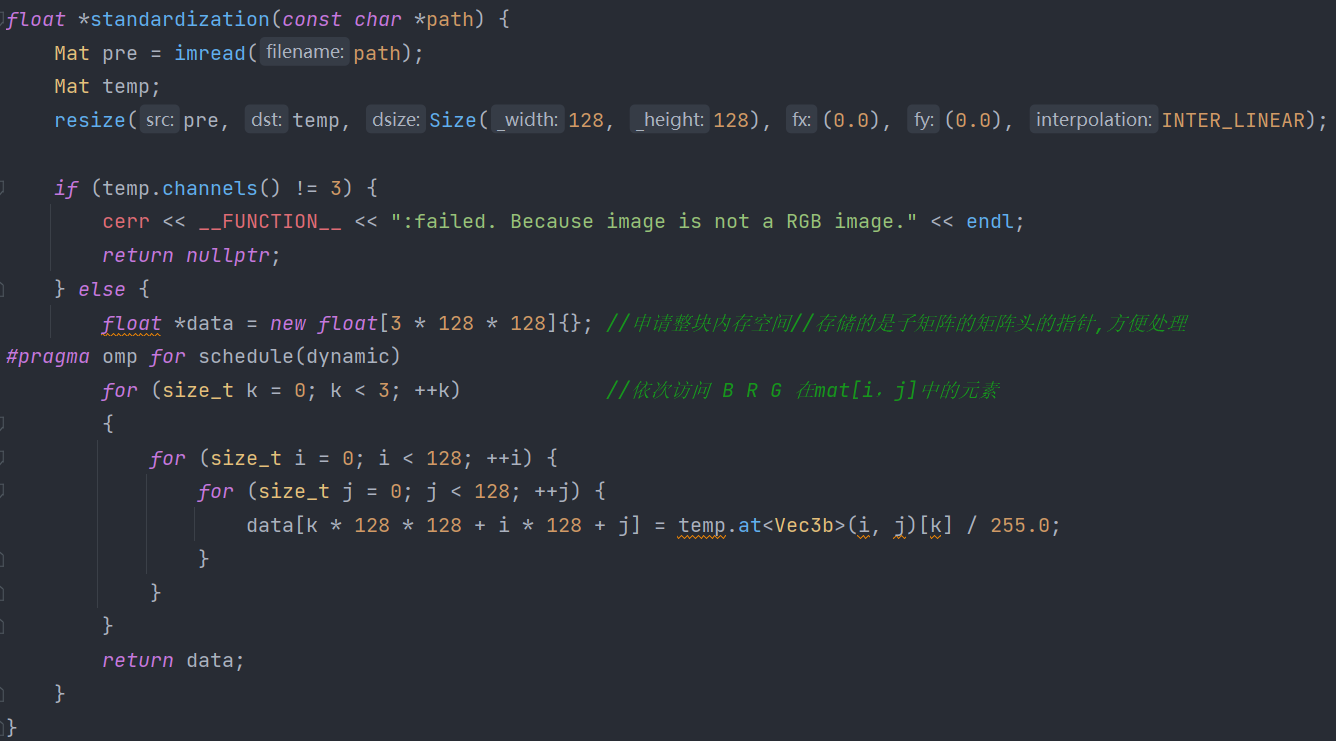 float *standardization(const char *path) {
    Mat pre = imread( filename: path);
    Mat temp;
    resize( src: pre, dst: temp, dsize: Size( _width: 128, _height: 128), fx: (0.0), fy: (0.0), interpolation: INTER_LINEAR);
    if (temp.channels() != 3) {
        cerr << __FUNCTION__ << ":failed. Because image is not a RGB image." << endl;
        return nullptr;
    } else {
        float *data = new float[3 * 128 * 128]{}; //申请整块内存空间//存储的是子矩阵的矩阵头的指针,方便处理
#pragma omp for schedule(dynamic)
        for (size_t k = 0; k < 3; ++k)            //依次访问 B R G 在mat[i，j]中的元素
        {
            for (size_t i = 0; i < 128; ++i) {
                for (size_t j = 0; j < 128; ++j) {
                    data[k * 128 * 128 + i * 128 + j] = temp.at<Vec3b>(i, j)[k] / 255.0;
                }
            }
        }
        return data;
    }
}